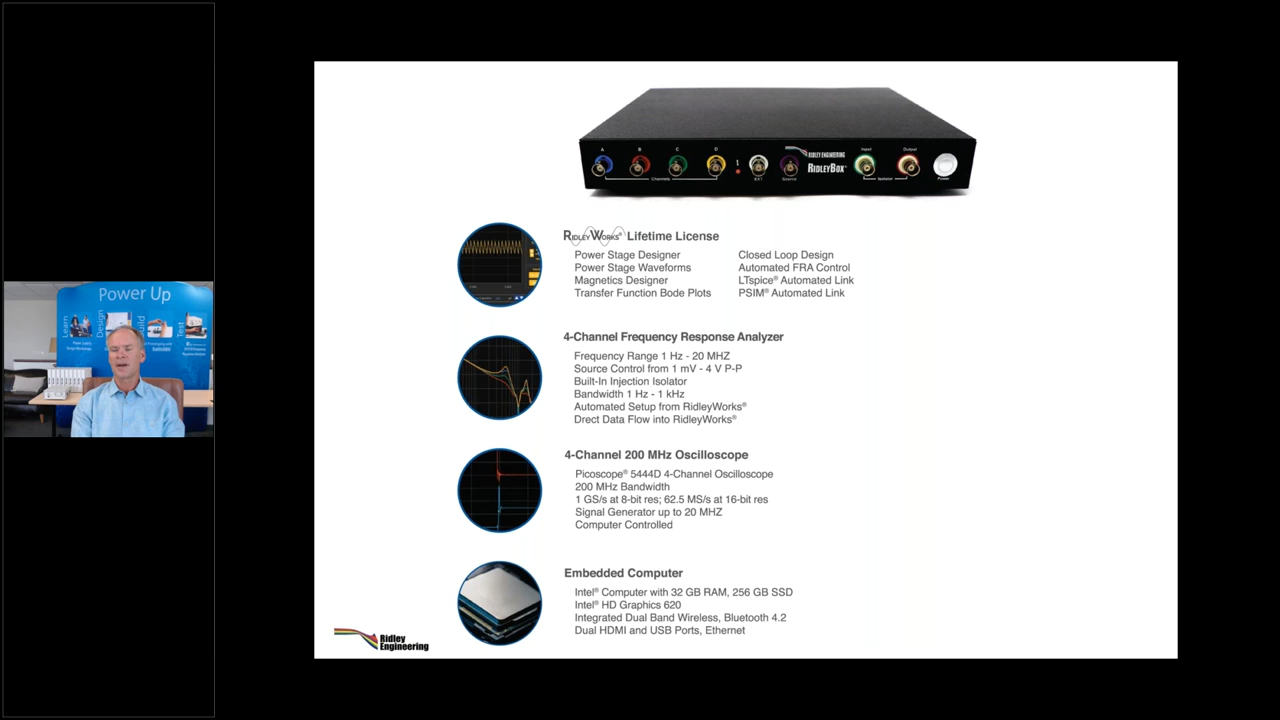 Power Up
Learn
Design
Build
Test
A
B
C
D
Channels
EXT
Source
RIDLEY ENGINEERING
RIDLEYBOX®
Input
Output
Isolator
Power
RIDLEYWORKS® Lifetime License
Power Stage Designer
Closed Loop Design
Power Stage Waveforms
Automated FRA Control
Magnetics Designer
LTspice® Automated Link
Transfer Function Bode Plots
PSIM® Automated Link
4-Channel Frequency Response Analyzer
Frequency Range 1 Hz - 20 MHZ
Source Control from 1 mV - 4 V P-P
Built-In Injection Isolator
Bandwidth 1 Hz - 1 kHz
Automated Setup from RidleyWorks®
Drect Data Flow into RidleyWorks®
4-Channel 200 MHz Oscilloscope
Picoscope® 5444D 4-Channel Oscilloscope
200 MHz Bandwidth
1 GS/s at 8-bit res; 62.5 MS/s at 16-bit res
Signal Generator up to 20 MHZ
Computer Controlled
Embedded Computer
Intel® Computer with 32 GB RAM, 256 GB SSD
Intel® HD Graphics 620
Integrated Dual Band Wireless, Bluetooth 4.2
Dual HDMI and USB Ports, Ethernet
Ridley
Engineering